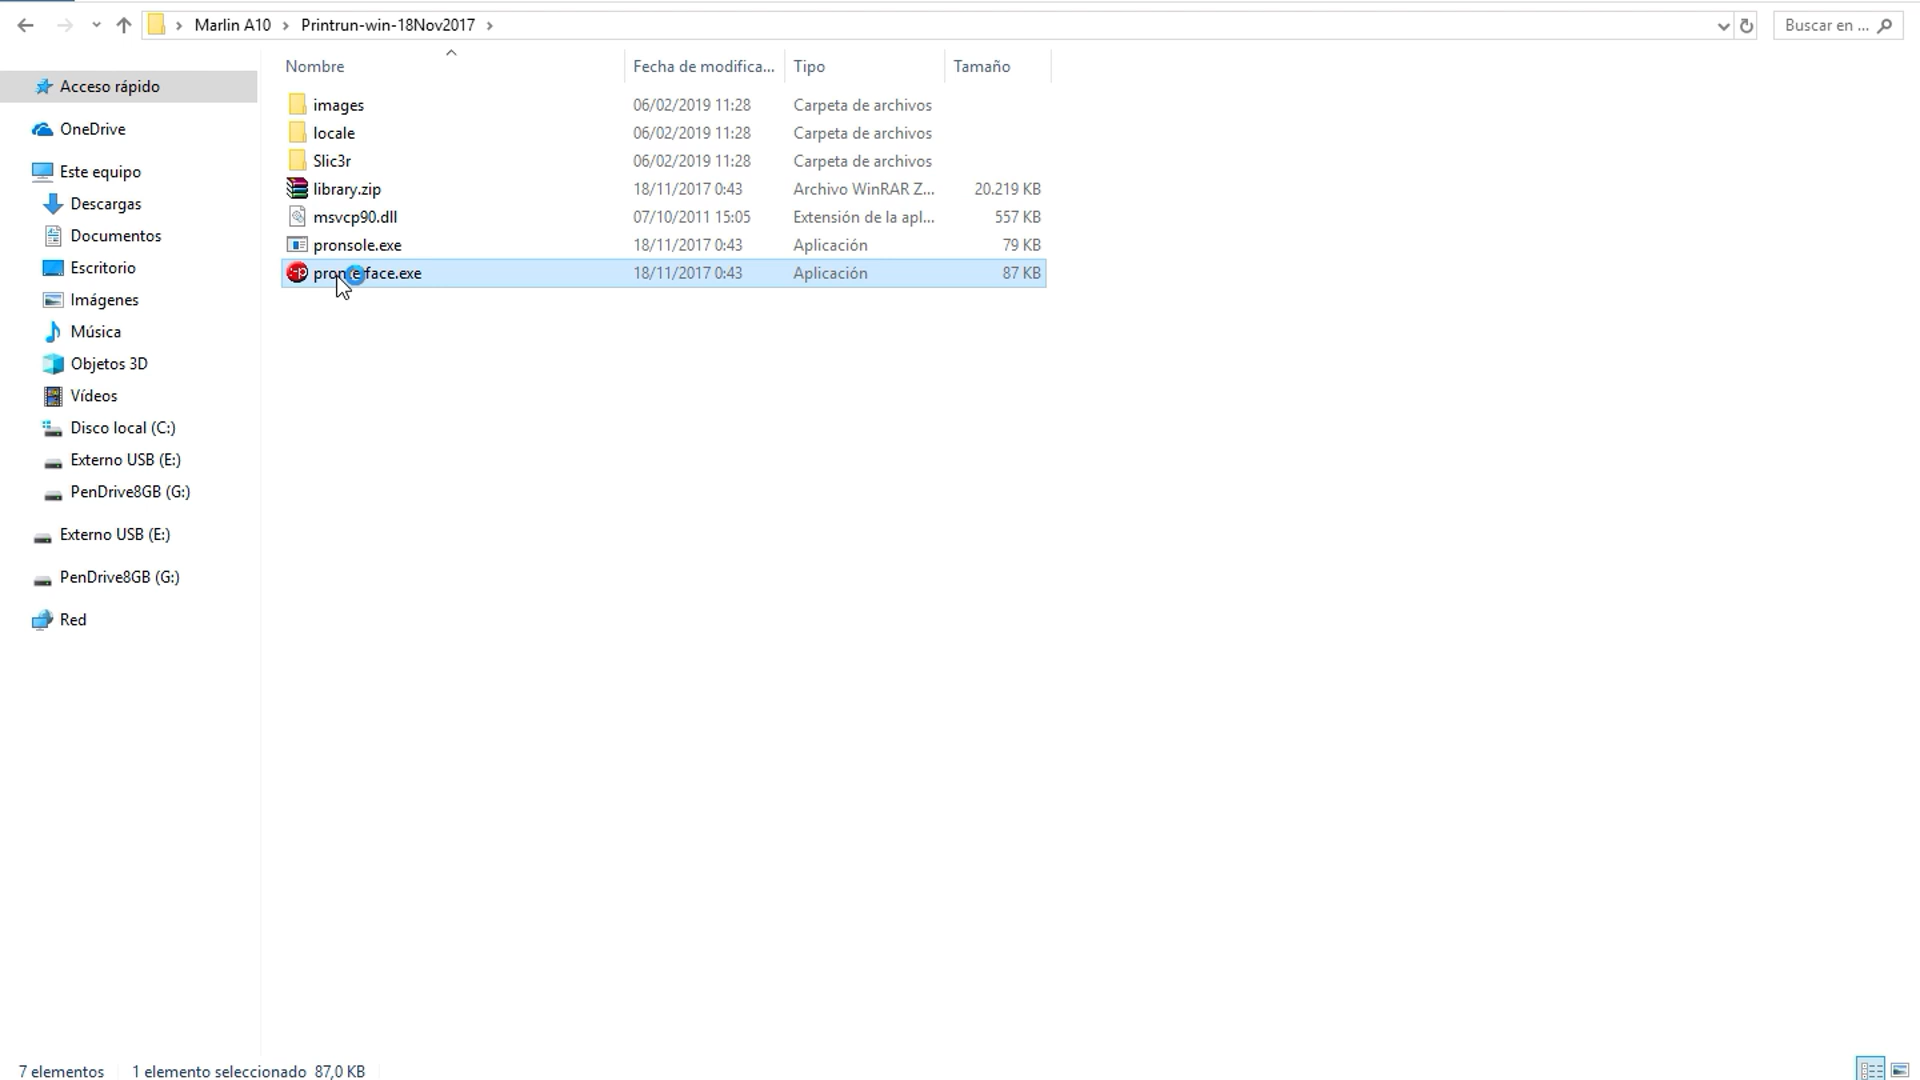 Marlin A10 Printrun-win-18Nov2017 Buscar en ...
Nombre Fecha de modifica... Tipo Tamaño
Acceso rápido
OneDrive
Este equipo
Descargas
Documentos
Escritorio
Imágenes
Música
Objetos 3D
Vídeos
Disco local (C:)
Externo USB (E:)
PenDrive8GB (G:)
Externo USB (E:)
PenDrive8GB (G:)
Red
images 06/02/2019 11:28 Carpeta de archivos
locale 06/02/2019 11:28 Carpeta de archivos
Slic3r 06/02/2019 11:28 Carpeta de archivos
library.zip 18/11/2017 0:43 Archivo WinRAR Z... 20.219 KB
msvcp90.dll 07/10/2011 15:05 Extensión de la apl... 557 KB
pronsole.exe 18/11/2017 0:43 Aplicación 79 KB
pronterface.exe 18/11/2017 0:43 Aplicación 87 KB
7 elementos 1 elemento seleccionado 87,0 KB